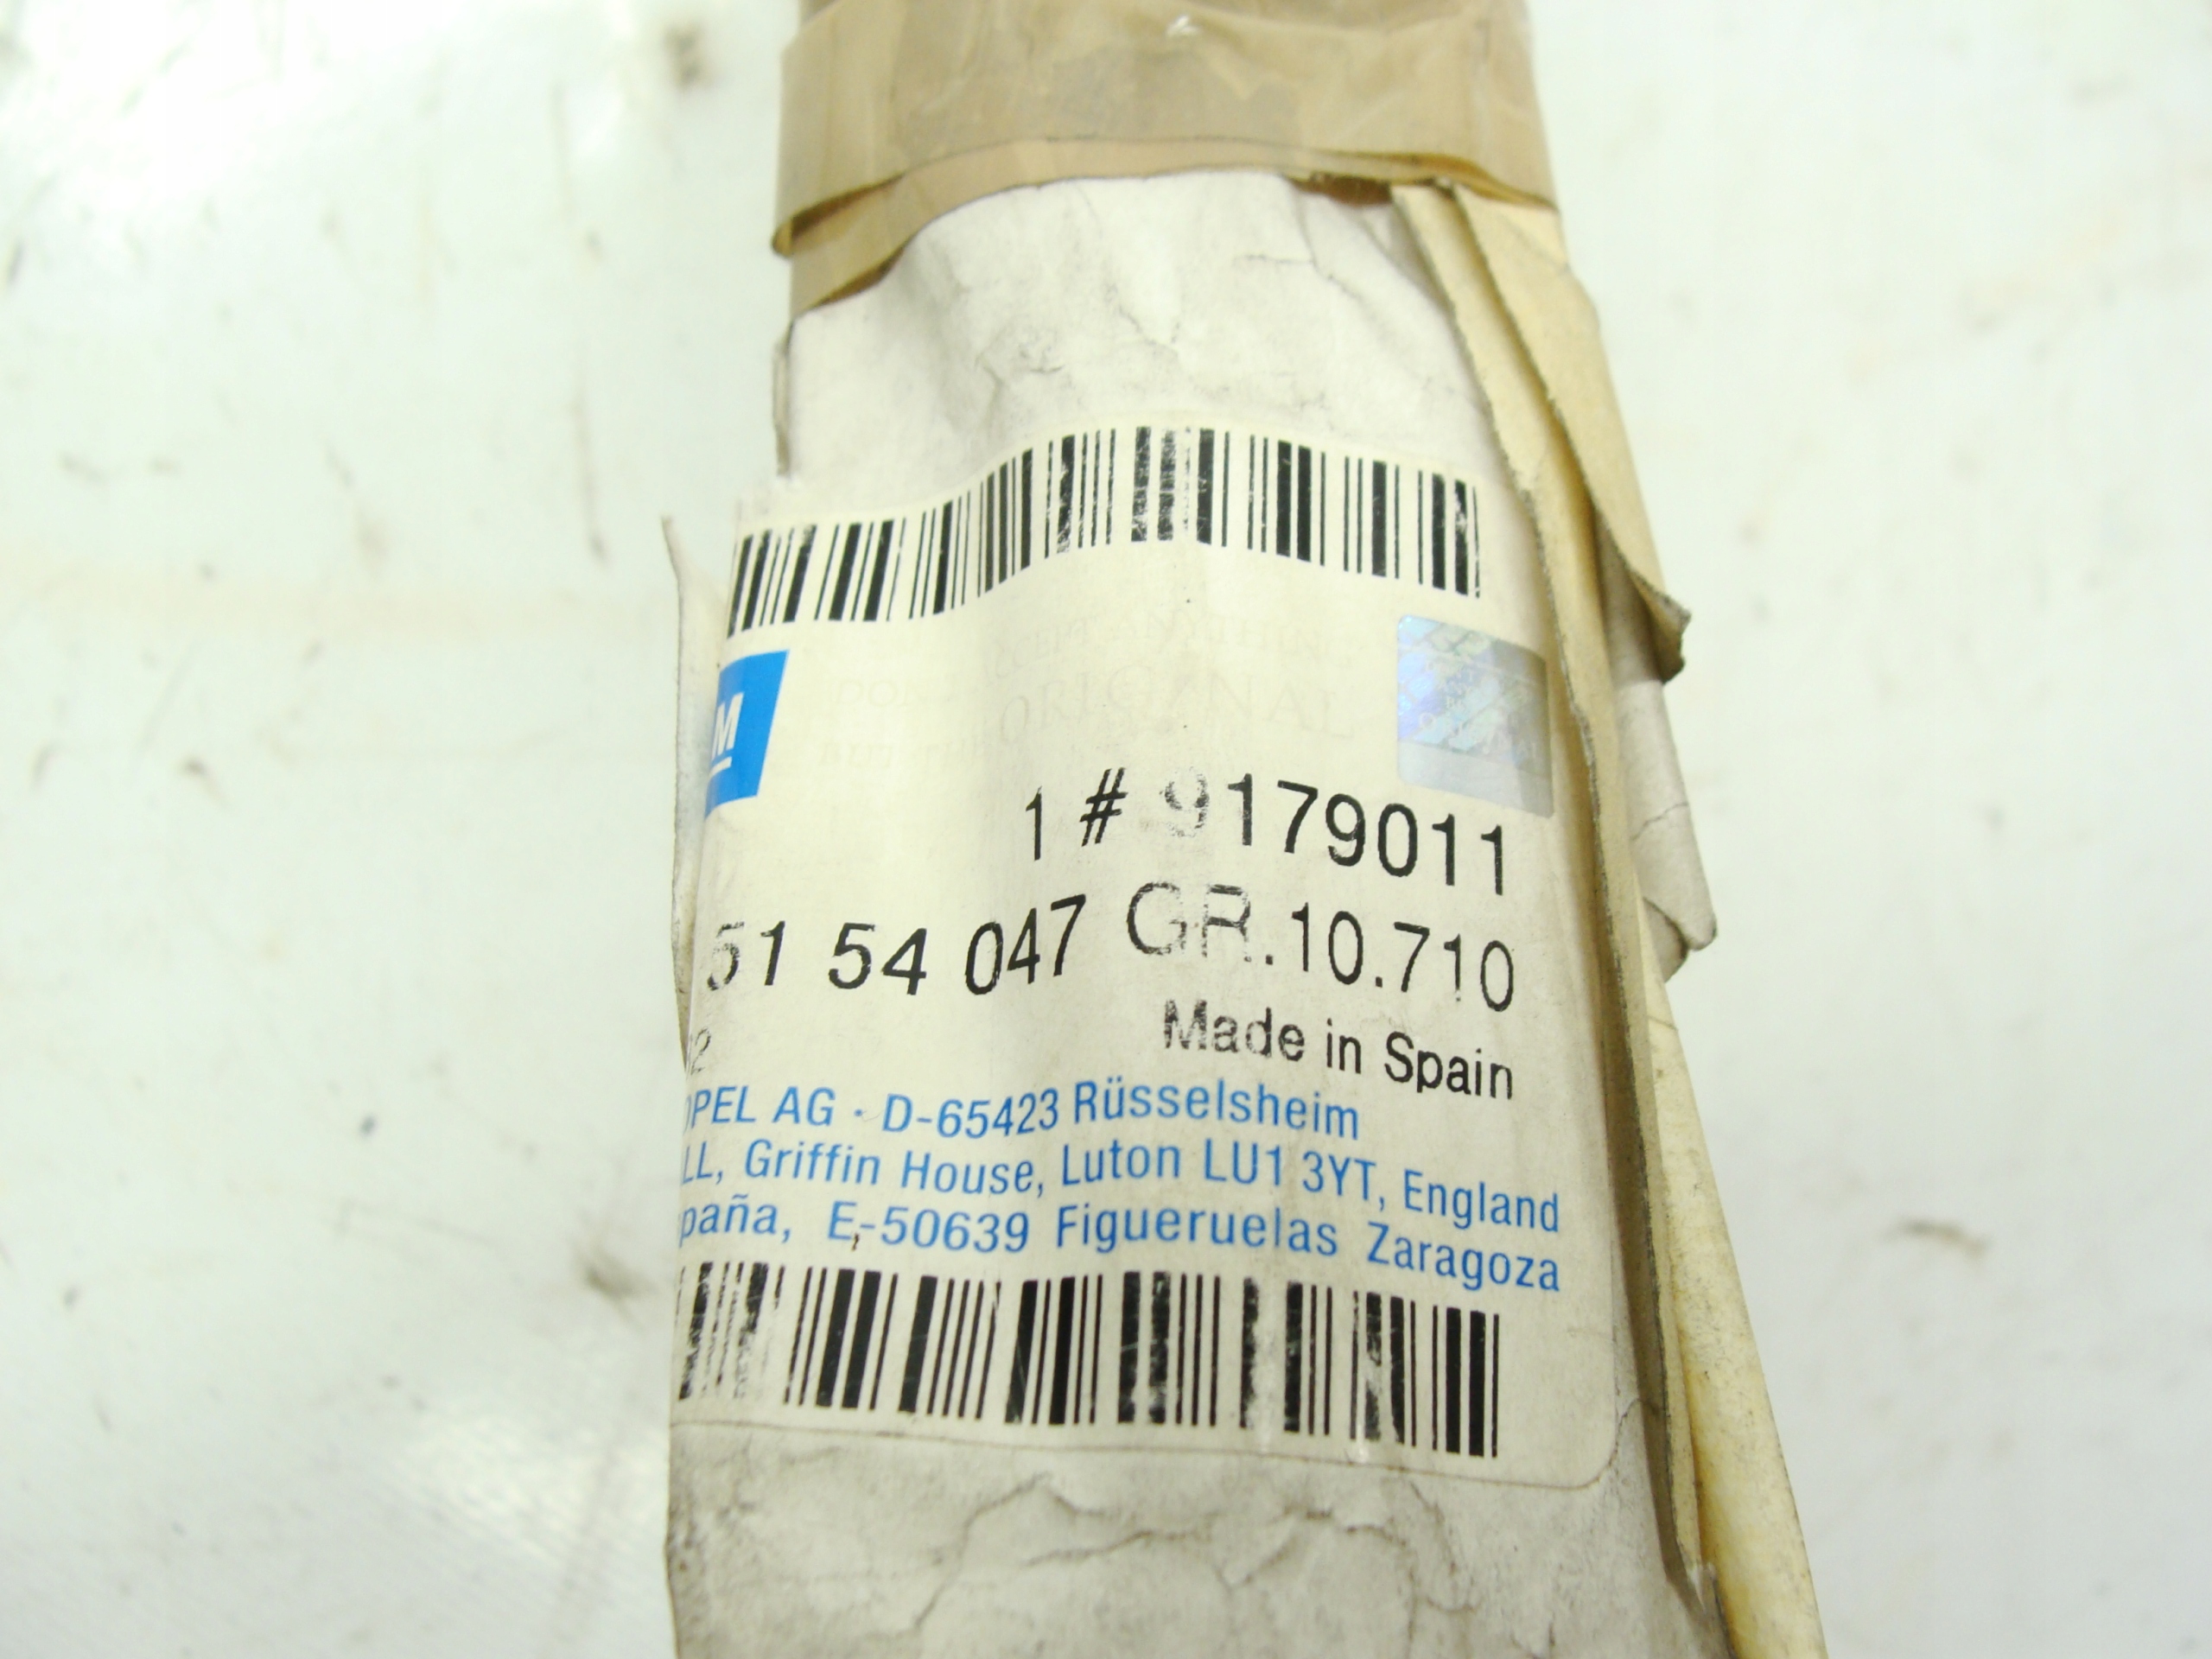 M
ORIGINAL
1 # 9179011
51 54 047 GR.10.710
Made in Spain
OPEL AG · D-65423 Rüsselsheim
LL, Griffin House, Luton LU1 3YT, England
paña, E-50639 Figueruelas Zaragoza